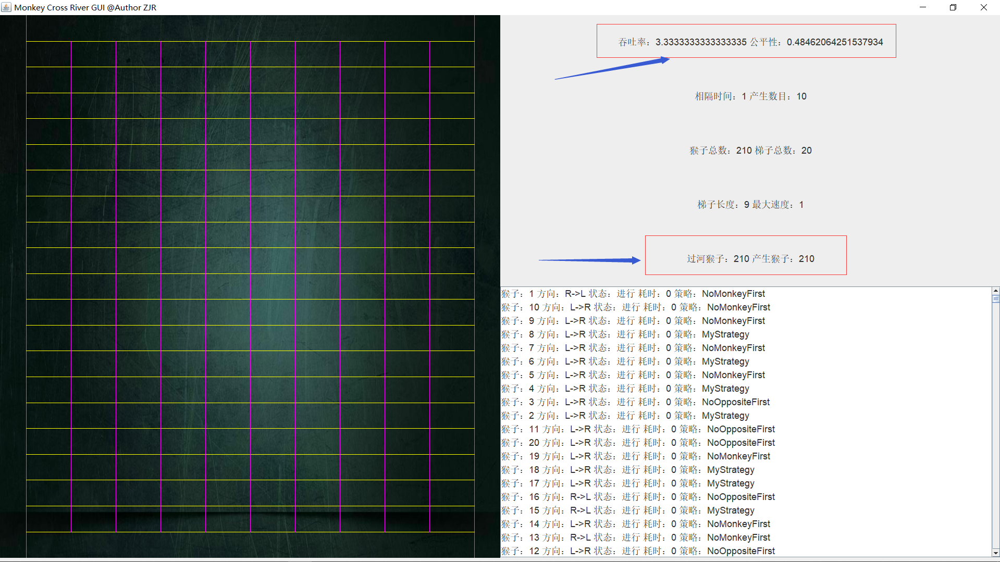 Monkey Cross River GUI @Author ZJR
吞吐率：3.3333333333333335 公平性：0.48462064251537934
相隔时间：1 产生数目：10
猴子总数：210 梯子总数：20
梯子长度：9 最大速度：1
过河猴子：210 产生猴子：210
猴子：1 方向：R->L 状态：进行 耗时：0 策略：NoMonkeyFirst
猴子：10 方向：L->R 状态：进行 耗时：0 策略：NoMonkeyFirst
猴子：9 方向：L->R 状态：进行 耗时：0 策略：NoMonkeyFirst
猴子：8 方向：L->R 状态：进行 耗时：0 策略：MyStrategy
猴子：7 方向：L->R 状态：进行 耗时：0 策略：NoMonkeyFirst
猴子：6 方向：L->R 状态：进行 耗时：0 策略：MyStrategy
猴子：5 方向：L->R 状态：进行 耗时：0 策略：NoMonkeyFirst
猴子：4 方向：L->R 状态：进行 耗时：0 策略：MyStrategy
猴子：3 方向：L->R 状态：进行 耗时：0 策略：NoOppositeFirst
猴子：2 方向：L->R 状态：进行 耗时：0 策略：MyStrategy
猴子：11 方向：L->R 状态：进行 耗时：0 策略：NoOppositeFirst
猴子：20 方向：L->R 状态：进行 耗时：0 策略：NoOppositeFirst
猴子：19 方向：L->R 状态：进行 耗时：0 策略：NoMonkeyFirst
猴子：18 方向：L->R 状态：进行 耗时：0 策略：MyStrategy
猴子：17 方向：L->R 状态：进行 耗时：0 策略：MyStrategy
猴子：16 方向：R->L 状态：进行 耗时：0 策略：NoOppositeFirst
猴子：15 方向：R->L 状态：进行 耗时：0 策略：MyStrategy
猴子：14 方向：L->R 状态：进行 耗时：0 策略：NoMonkeyFirst
猴子：13 方向：R->L 状态：进行 耗时：0 策略：NoMonkeyFirst
猴子：12 方向：L->R 状态：进行 耗时：0 策略：NoOppositeFirst